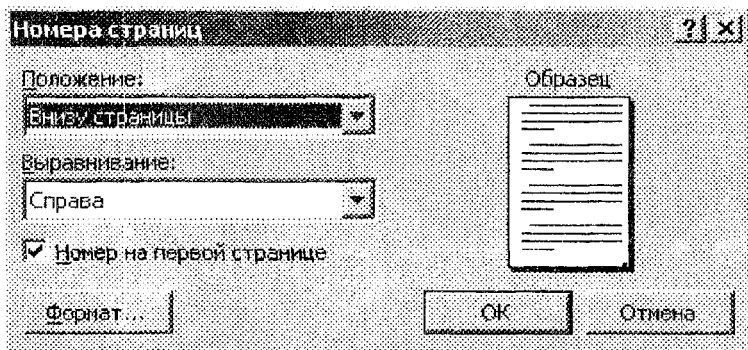 Номера страниц
Положение:
Образец
Внизу страницы
Выравнивание:
Справа
Номер на первой странице
Формат...
ОК
Отмена